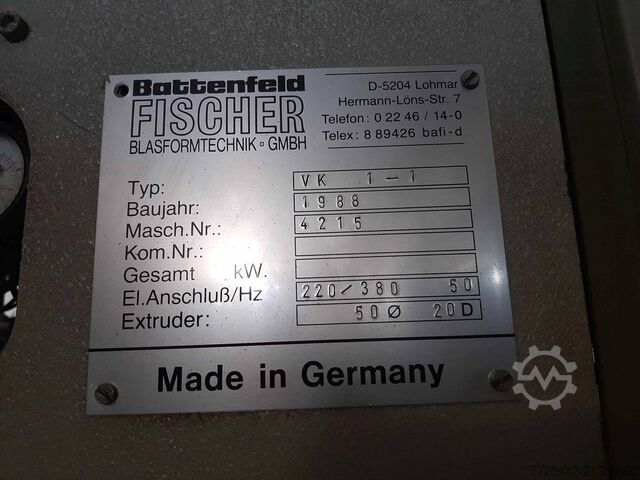 Battenfeld
FISCHER
BLASFORMTECHNIK▫GMBH
D-5204 Lohmar
Hermann-Löns-Str. 7
Telefon: 0 22 46 / 14-0
Telex: 8 89426 bafi-d
Typ: VK 1-1
Baujahr: 1988
Masch.Nr.: 4215
Kom.Nr.:
Gesamt kW.
El.Anschluß/Hz 220/380 50
Extruder: 50Ø 20D
Made in Germany